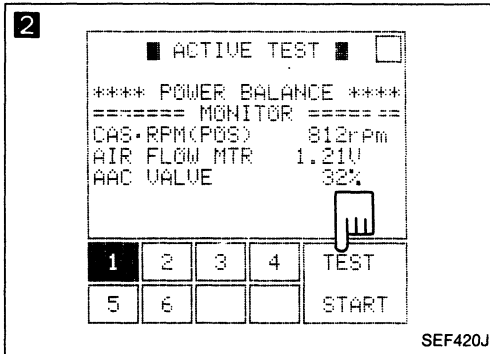 2
■ ACTIVE TEST ■
**** POWER BALANCE ****
======= MONITOR =======
CAS•RPM(POS) 812rpm
AIR FLOW MTR 1.21V
AAC VALVE 32%
1 2 3 4 TEST
5 6 START
SEF420J